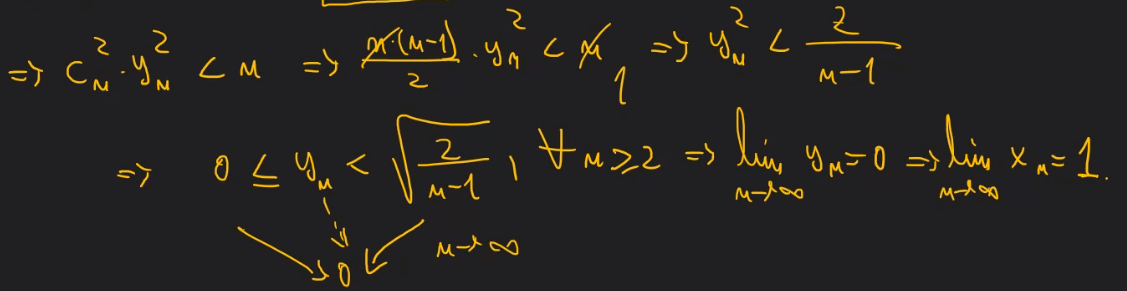 ⇒ C_n^2 · y_n^2 < n ⇒ n·(n-1)/2 · y_n^2 < n 1 ⇒ y_n^2 < 2/(n-1)
⇒ 0 ≤ y_n < √(2/(n-1)), ∀ n ≥ 2 ⇒ lim_{n→∞} y_n = 0 ⇒ lim_{n→∞} x_n = 1.
0 n→∞